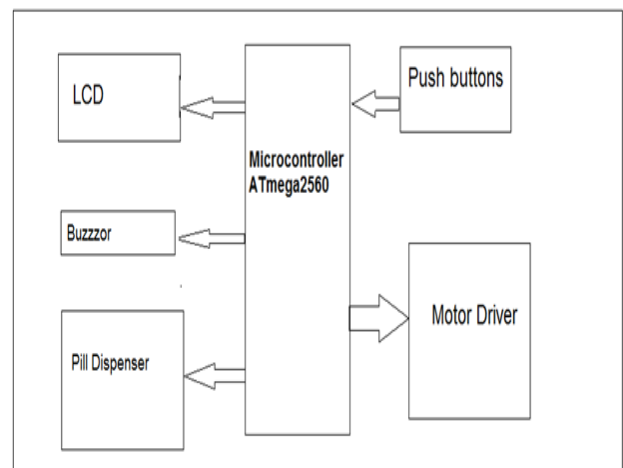 LCD
Push buttons
Microcontroller
ATmega2560
Buzzzor
Motor Driver
Pill Dispenser